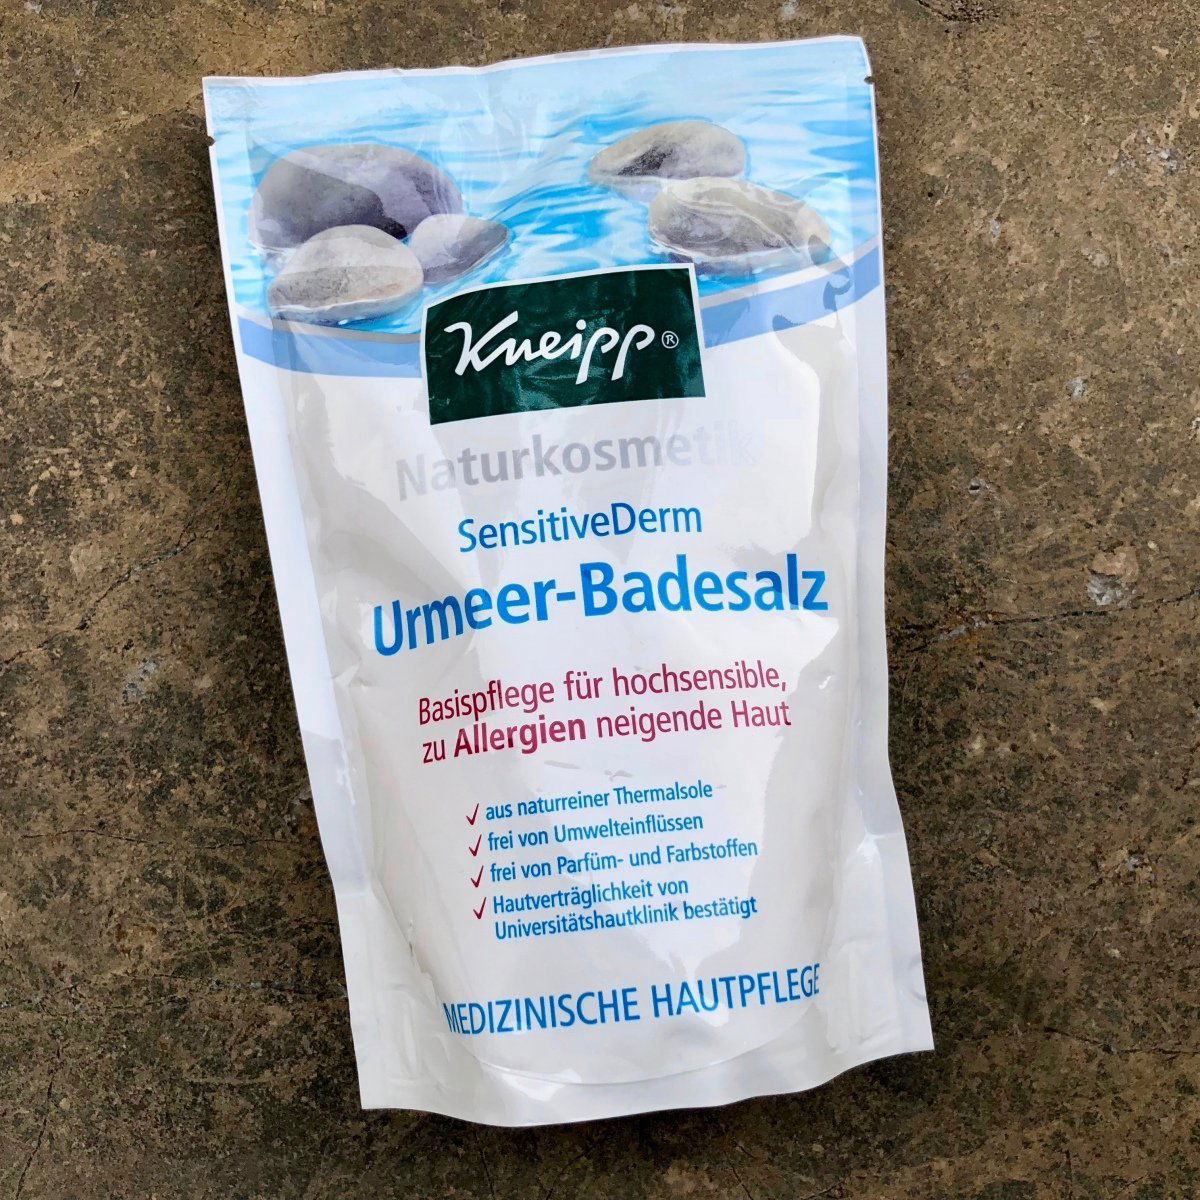 Kneipp®
Naturkosmetik
SensitiveDerm
Urmeer-Badesalz
Basispflege für hochsensible,
zu Allergien neigende Haut
✓ aus naturreiner Thermalsole
✓ frei von Umwelteinflüssen
✓ frei von Parfüm- und Farbstoffen
✓ Hautverträglichkeit von
Universitätshautklinik bestätigt
MEDIZINISCHE HAUTPFLEGE